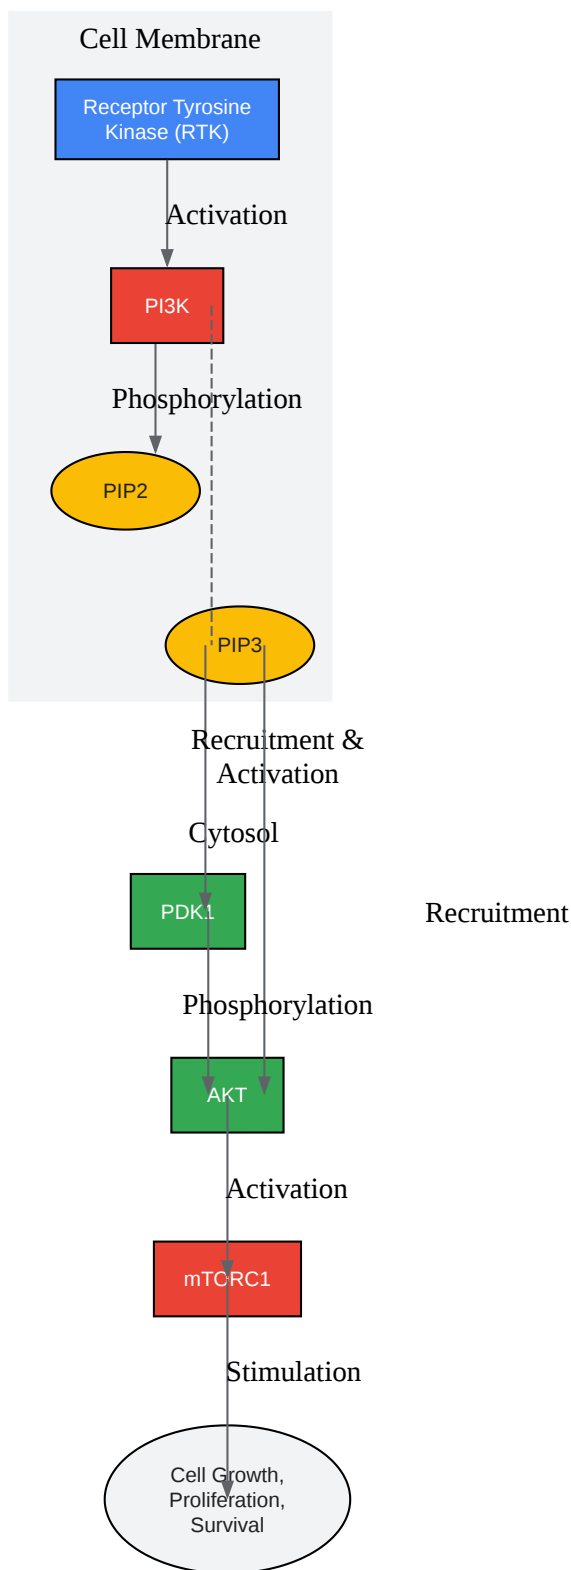 Cell Membrane
Receptor Tyrosine
Kinase (RTK)
Activation
PI3K
Phosphorylation
PIP2
PIP3
Recruitment &
Activation
Cytosol
PDK1
Recruitment
Phosphorylation
AKT
Activation
mTORC1
Stimulation
Cell Growth,
Proliferation,
Survival